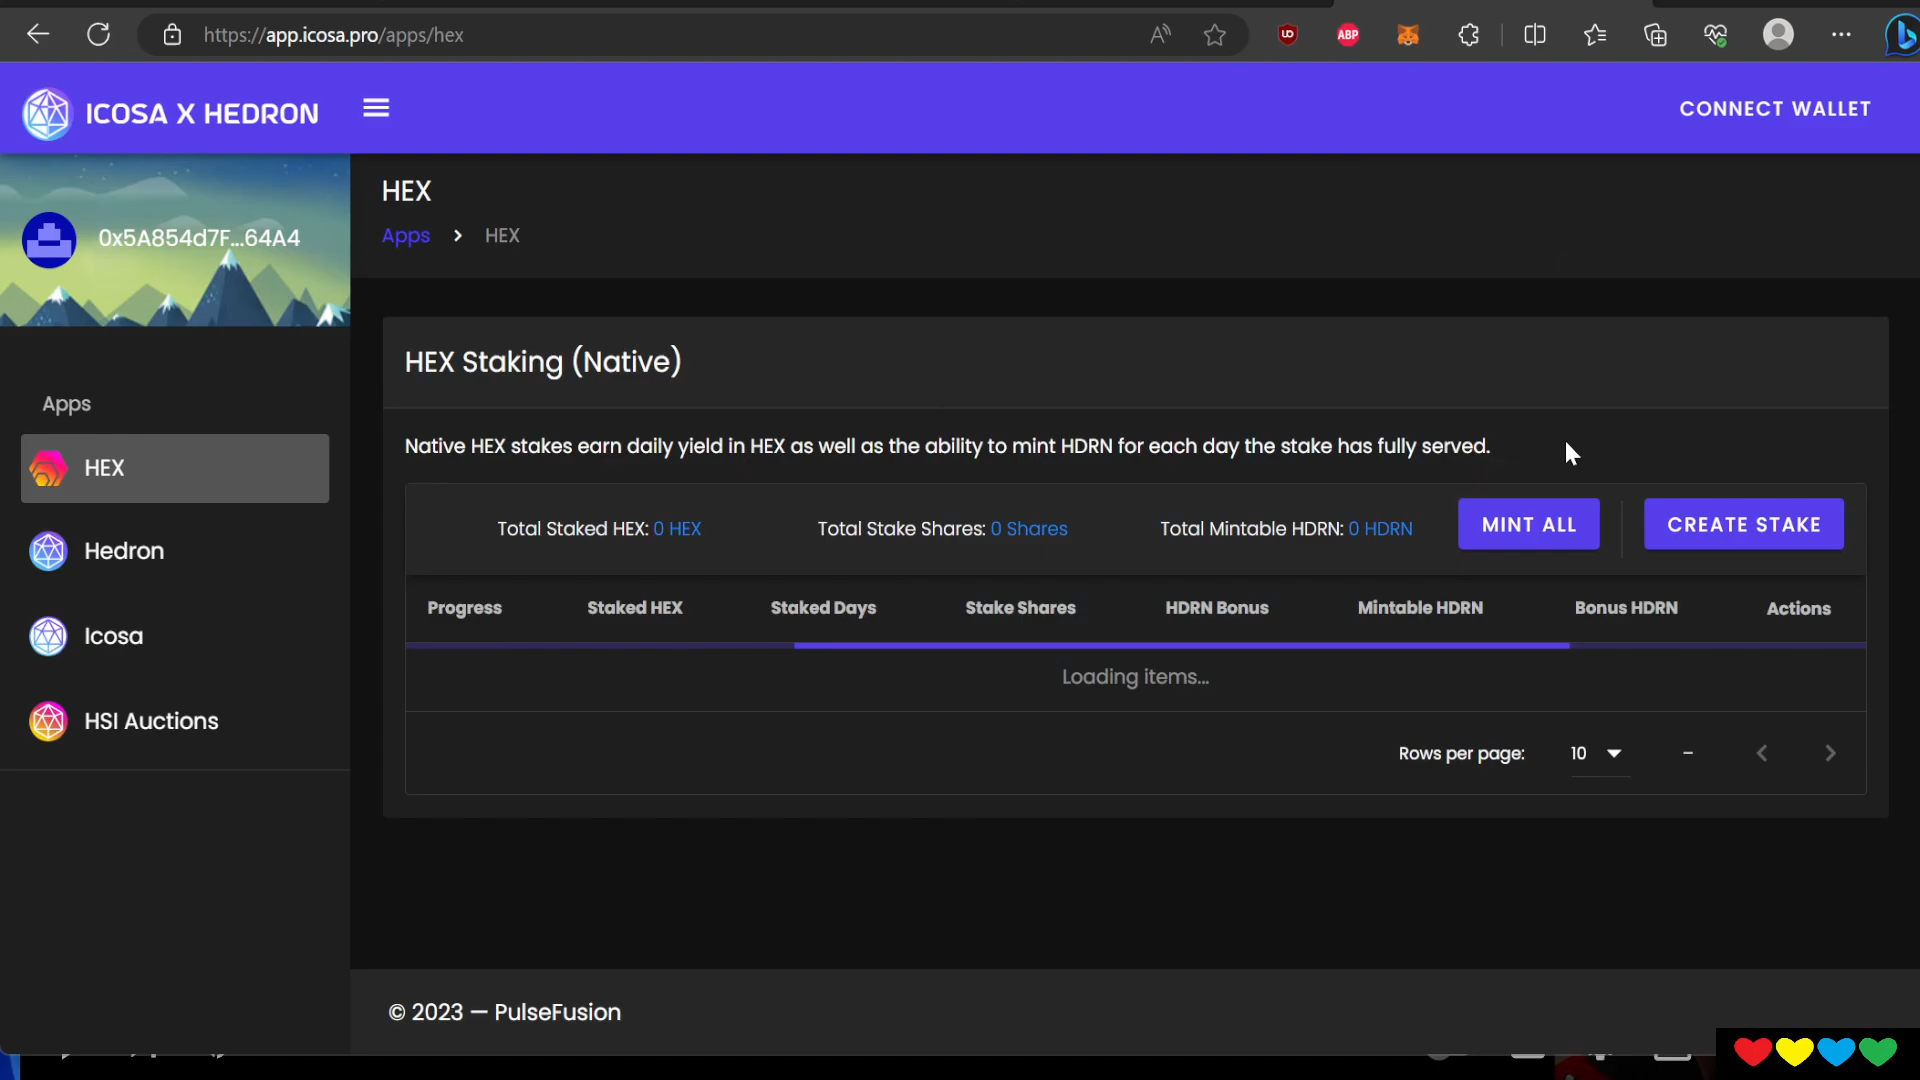 https://app.icosa.pro/apps/hex
ICOSA X HEDRON
CONNECT WALLET
HEX
Apps > HEX
0x5A854d7F...64A4
Apps
HEX
Hedron
Icosa
HSI Auctions
HEX Staking (Native)
Native HEX stakes earn daily yield in HEX as well as the ability to mint HDRN for each day the stake has fully served.
Total Staked HEX: 0 HEX Total Stake Shares: 0 Shares Total Mintable HDRN: 0 HDRN MINT ALL CREATE STAKE
Progress Staked HEX Staked Days Stake Shares HDRN Bonus Mintable HDRN Bonus HDRN Actions
Loading items...
Rows per page: 10 –
© 2023 — PulseFusion
ABP